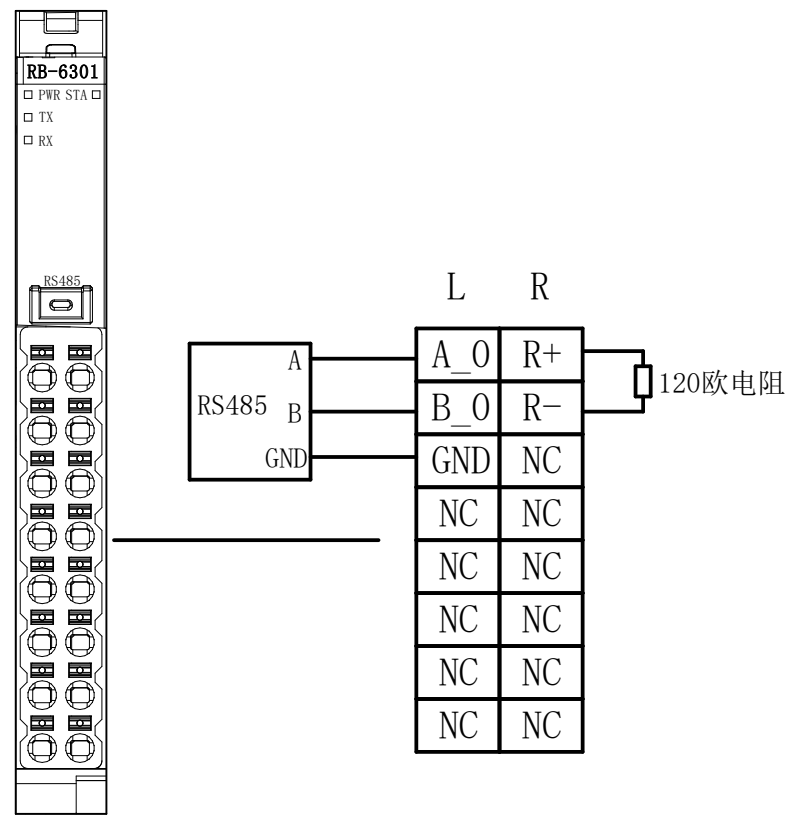 RB-6301
PWR STA
TX
RX
RS485
L R
A_0 R+
B_0 R-
GND NC
NC NC
NC NC
NC NC
NC NC
NC NC
RS485
A
B
GND
120欧电阻